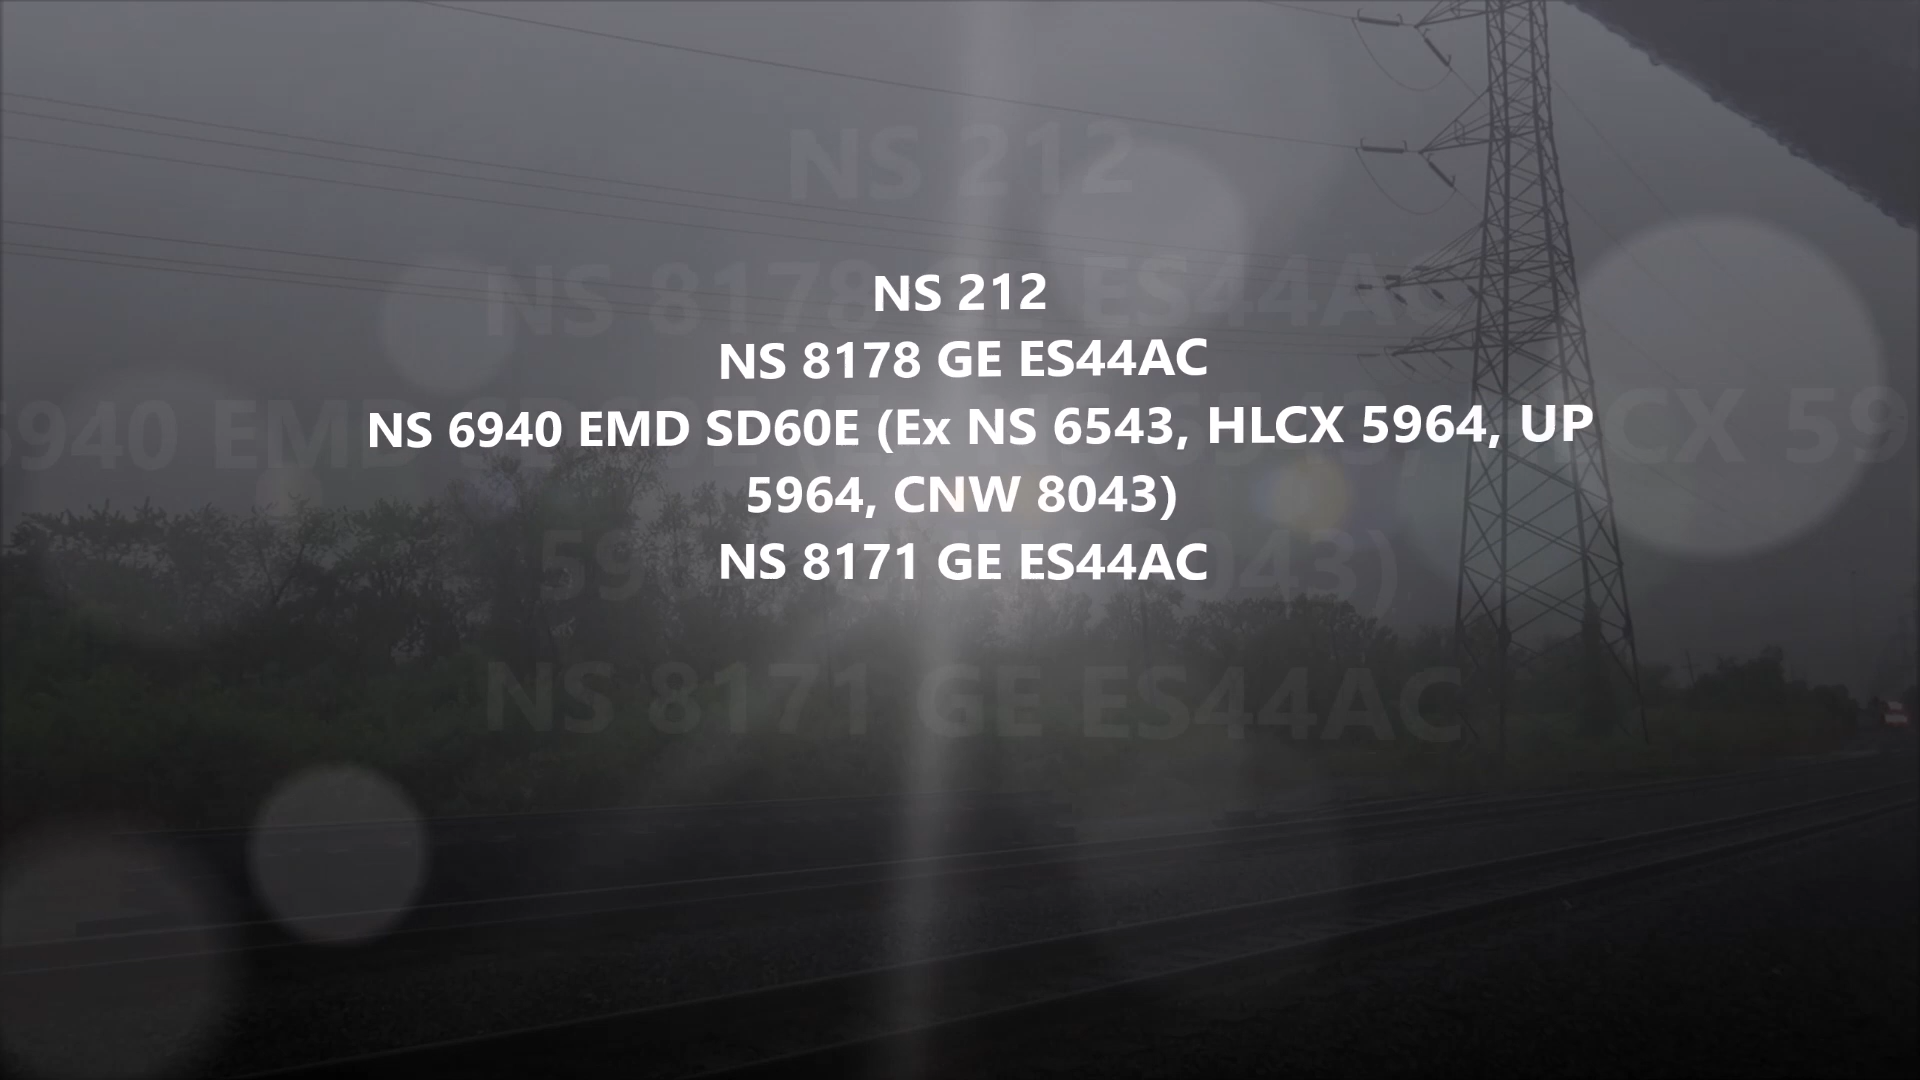 NS 212
NS 8178 GE ES44AC
NS 6940 EMD SD60E (Ex NS 6543, HLCX 5964, UP
5964, CNW 8043)
NS 8171 GE ES44AC